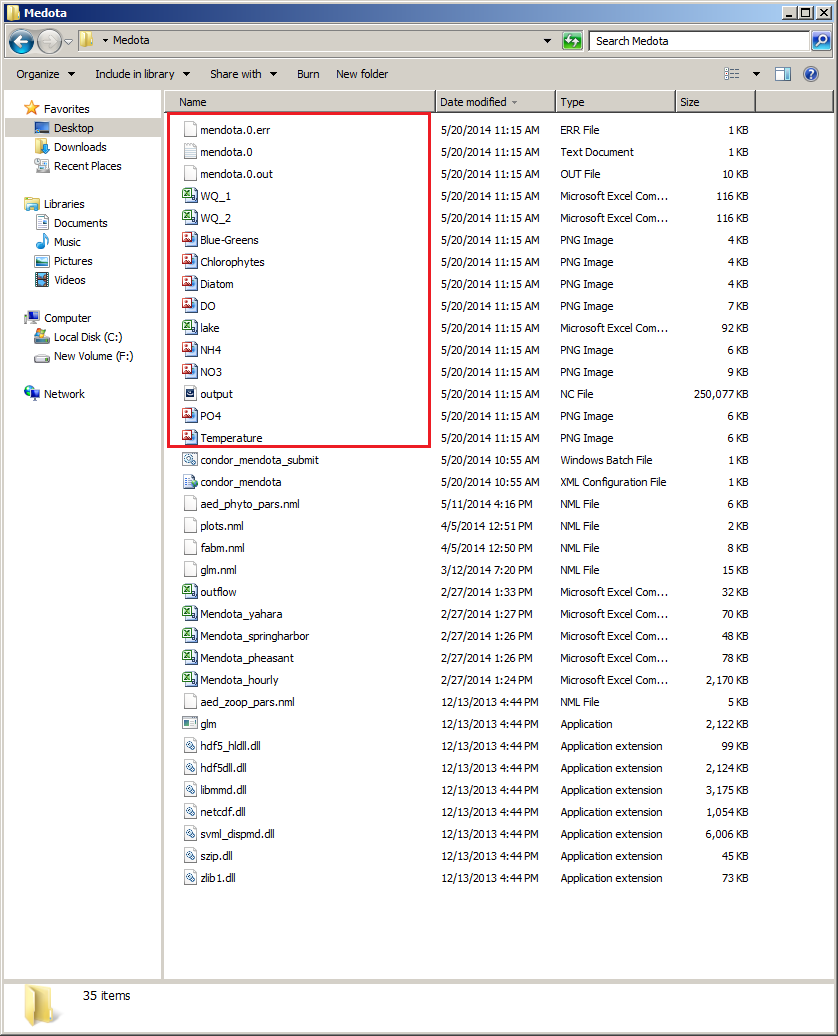 Medota
Medota
Search Medota
Organize Include in library Share with Burn New folder
Favorites
Desktop
Downloads
Recent Places
Libraries
Documents
Music
Pictures
Videos
Computer
Local Disk (C:)
New Volume (F:)
Network
Name Date modified Type Size
mendota.0.err 5/20/2014 11:15 AM ERR File 1 KB
mendota.0 5/20/2014 11:15 AM Text Document 1 KB
mendota.0.out 5/20/2014 11:15 AM OUT File 10 KB
WQ_1 5/20/2014 11:15 AM Microsoft Excel Com... 116 KB
WQ_2 5/20/2014 11:15 AM Microsoft Excel Com... 116 KB
Blue-Greens 5/20/2014 11:15 AM PNG Image 4 KB
Chlorophytes 5/20/2014 11:15 AM PNG Image 4 KB
Diatom 5/20/2014 11:15 AM PNG Image 4 KB
DO 5/20/2014 11:15 AM PNG Image 7 KB
lake 5/20/2014 11:15 AM Microsoft Excel Com... 92 KB
NH4 5/20/2014 11:15 AM PNG Image 6 KB
NO3 5/20/2014 11:15 AM PNG Image 9 KB
output 5/20/2014 11:15 AM NC File 250,077 KB
PO4 5/20/2014 11:15 AM PNG Image 6 KB
Temperature 5/20/2014 11:15 AM PNG Image 6 KB
condor_mendota_submit 5/20/2014 10:55 AM Windows Batch File 1 KB
condor_mendota 5/20/2014 10:55 AM XML Configuration File 1 KB
aed_phyto_pars.nml 5/11/2014 4:16 PM NML File 6 KB
plots.nml 4/5/2014 12:51 PM NML File 2 KB
fabm.nml 4/5/2014 12:50 PM NML File 8 KB
glm.nml 3/12/2014 7:20 PM NML File 15 KB
outflow 2/27/2014 1:33 PM Microsoft Excel Com... 32 KB
Mendota_yahara 2/27/2014 1:27 PM Microsoft Excel Com... 70 KB
Mendota_springharbor 2/27/2014 1:26 PM Microsoft Excel Com... 48 KB
Mendota_pheasant 2/27/2014 1:26 PM Microsoft Excel Com... 78 KB
Mendota_hourly 2/27/2014 1:24 PM Microsoft Excel Com... 2,170 KB
aed_zoop_pars.nml 12/13/2013 4:44 PM NML File 5 KB
glm 12/13/2013 4:44 PM Application 2,122 KB
hdf5_hldll.dll 12/13/2013 4:44 PM Application extension 99 KB
hdf5dll.dll 12/13/2013 4:44 PM Application extension 2,124 KB
libmmd.dll 12/13/2013 4:44 PM Application extension 3,175 KB
netcdf.dll 12/13/2013 4:44 PM Application extension 1,054 KB
svml_dispmd.dll 12/13/2013 4:44 PM Application extension 6,006 KB
szip.dll 12/13/2013 4:44 PM Application extension 45 KB
zlib1.dll 12/13/2013 4:44 PM Application extension 73 KB
35 items